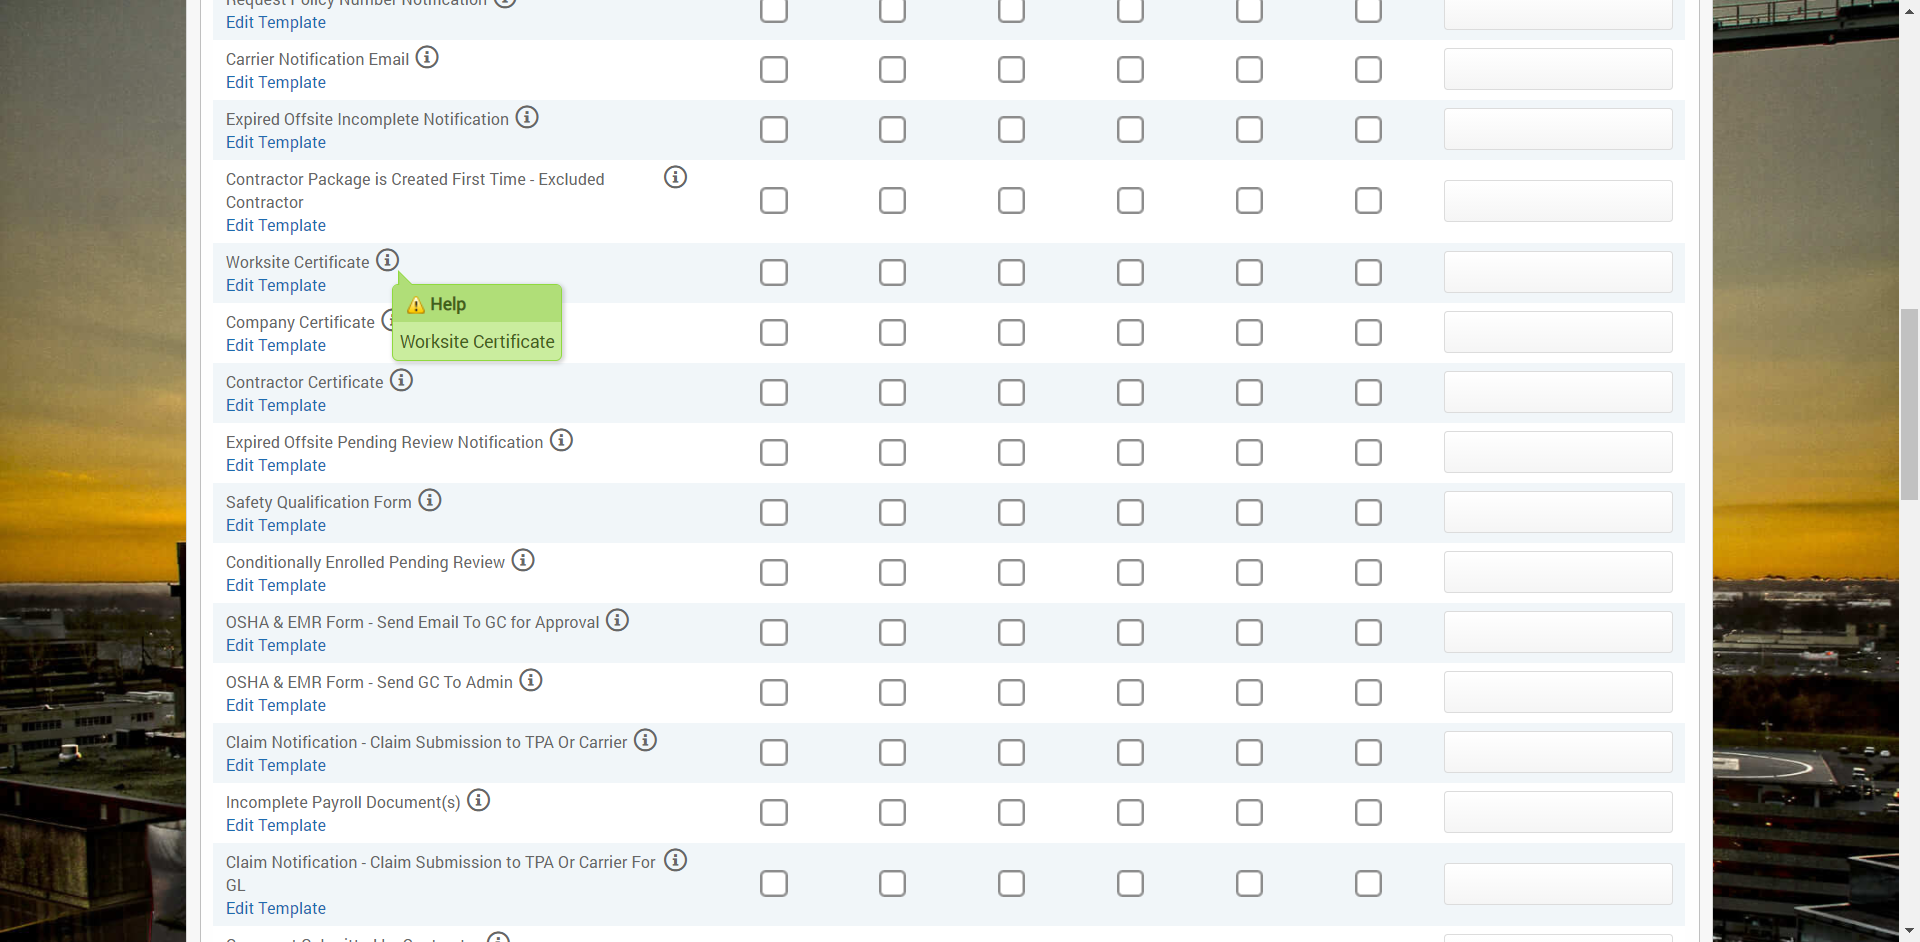 Request Policy Number Notification
Edit Template
Carrier Notification Email
Edit Template
Expired Offsite Incomplete Notification
Edit Template
Contractor Package is Created First Time - Excluded
Contractor
Edit Template
Worksite Certificate
Edit Template
Help
Worksite Certificate
Company Certificate
Edit Template
Contractor Certificate
Edit Template
Expired Offsite Pending Review Notification
Edit Template
Safety Qualification Form
Edit Template
Conditionally Enrolled Pending Review
Edit Template
OSHA & EMR Form - Send Email To GC for Approval
Edit Template
OSHA & EMR Form - Send GC To Admin
Edit Template
Claim Notification - Claim Submission to TPA Or Carrier
Edit Template
Incomplete Payroll Document(s)
Edit Template
Claim Notification - Claim Submission to TPA Or Carrier For
GL
Edit Template